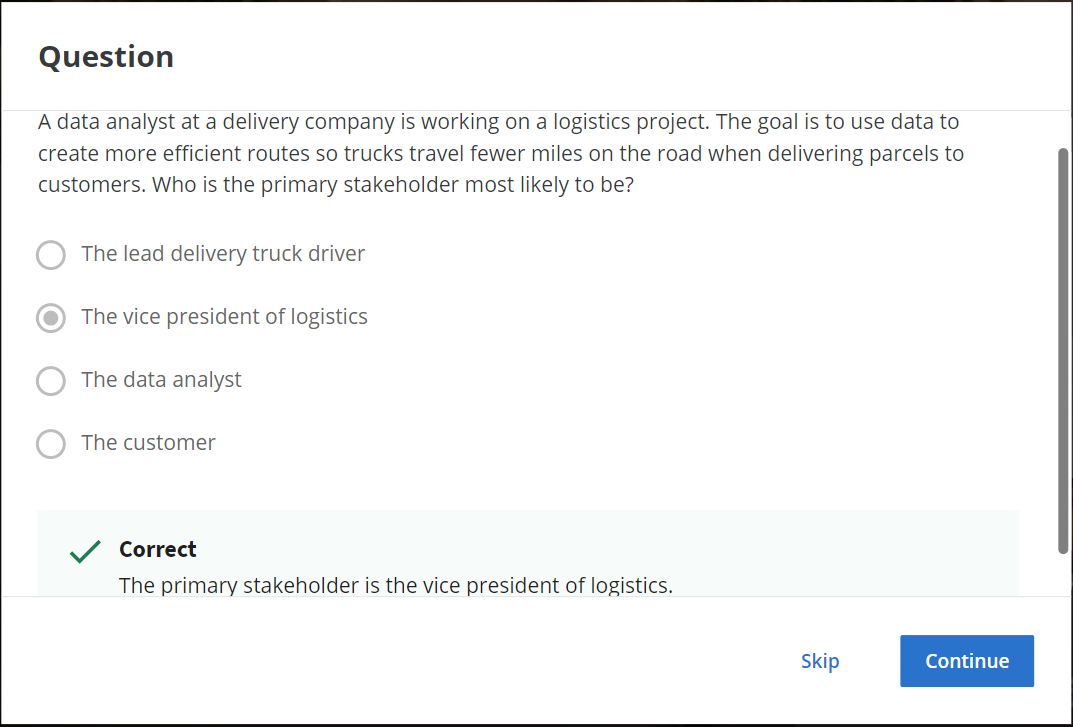 Question
A data analyst at a delivery company is working on a logistics project. The goal is to use data to
create more efficient routes so trucks travel fewer miles on the road when delivering parcels to
customers. Who is the primary stakeholder most likely to be?
The lead delivery truck driver
The vice president of logistics
The data analyst
The customer
Correct
The primary stakeholder is the vice president of logistics.
Skip
Continue